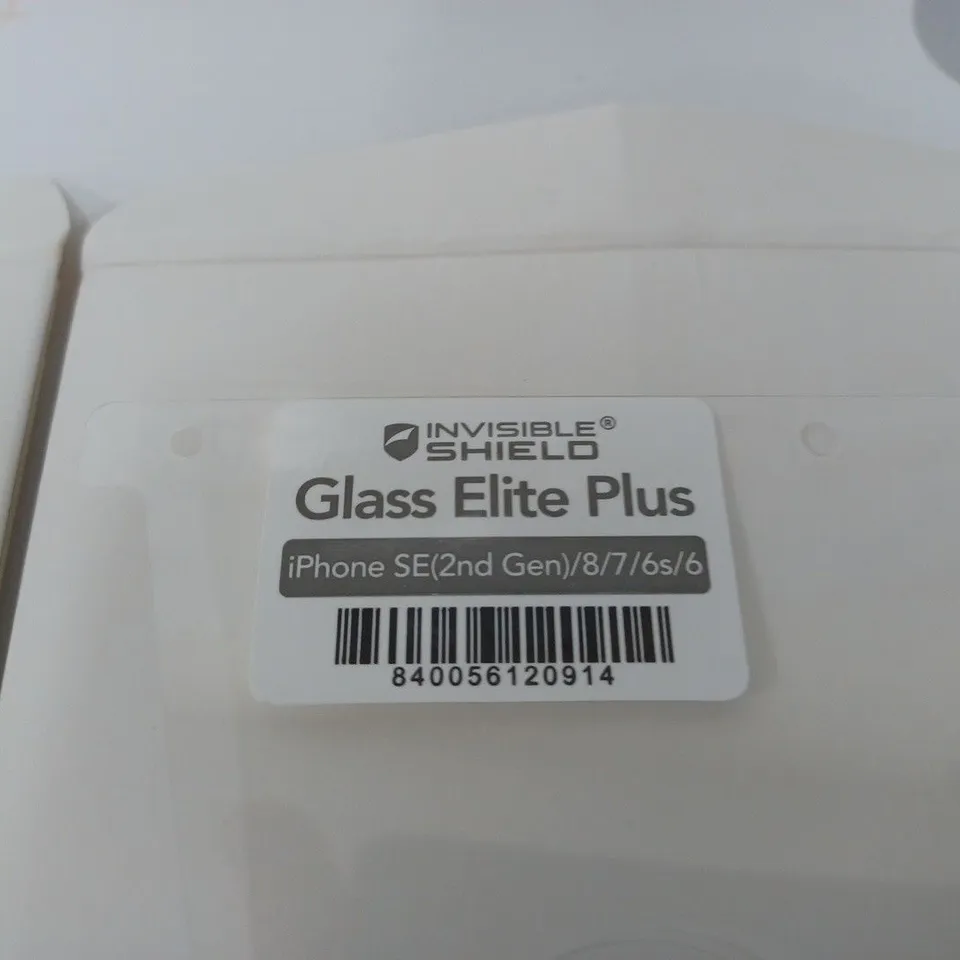 INVISIBLE®
SHIELD
Glass Elite Plus
iPhone SE(2nd Gen)/8/7/6s/6
840056120914